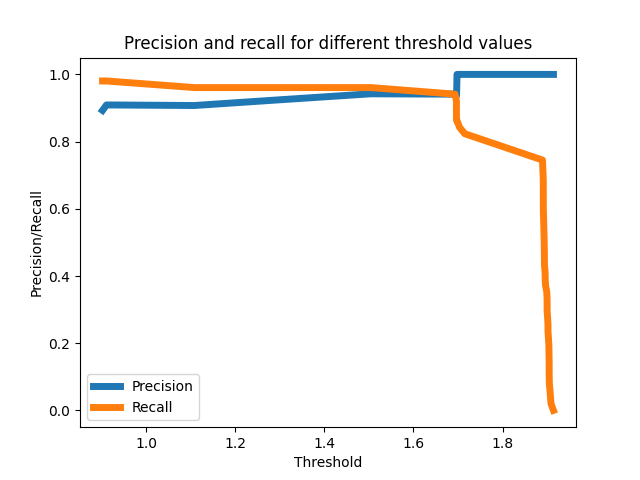 Precision and recall for different threshold values
Precision/Recall
1.0
0.8
0.6
0.4
0.2
0.0
Precision
Recall
1.0 1.2 1.4 1.6 1.8
Threshold